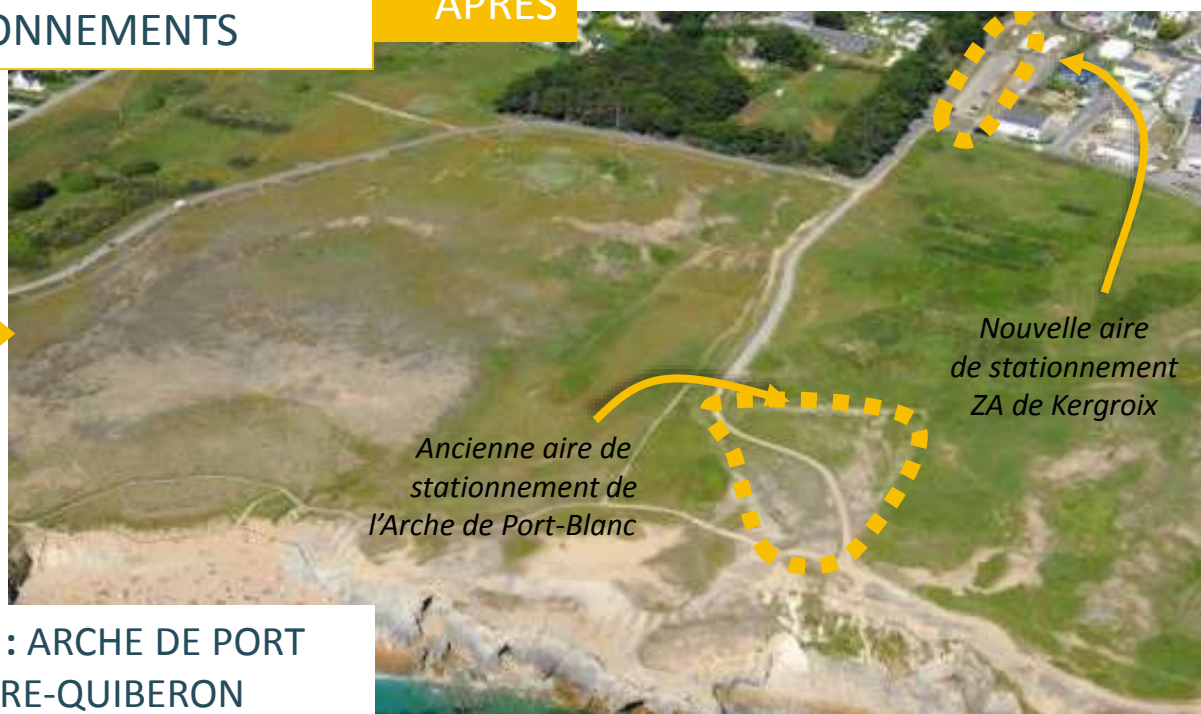 ONNEMENTS
APRÈS
Nouvelle aire
de stationnement
ZA de Kergroix
Ancienne aire de
stationnement de
l’Arche de Port-Blanc
: ARCHE DE PORT
RE-QUIBERON